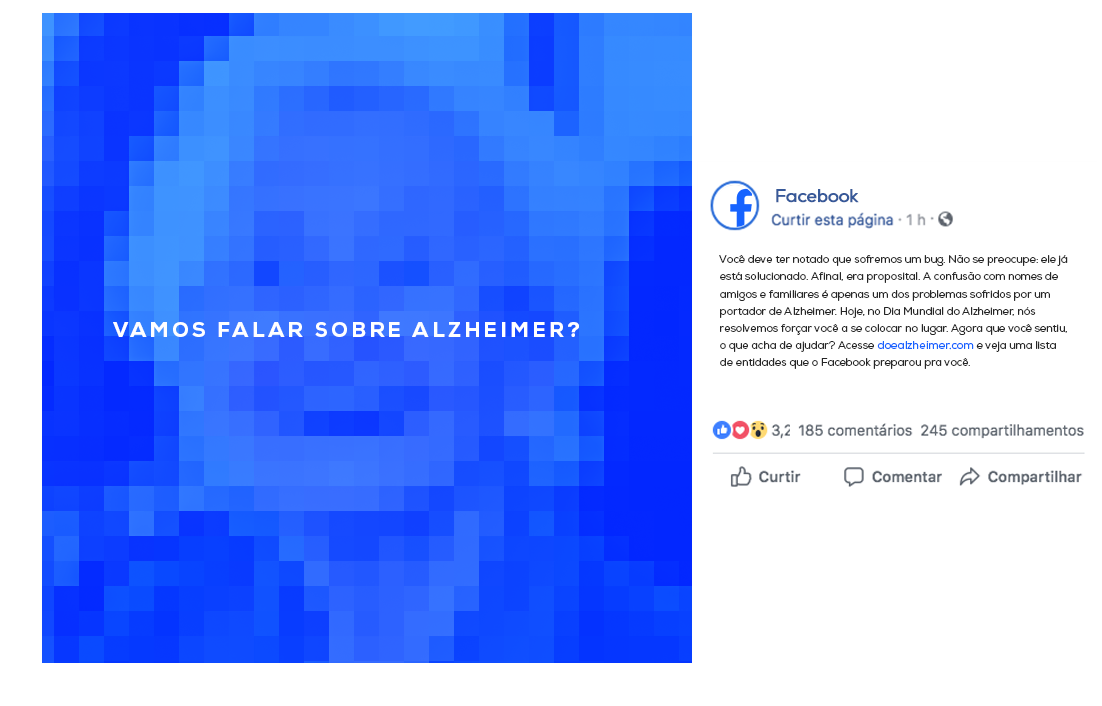 VAMOS FALAR SOBRE ALZHEIMER?
Facebook
Curtir esta página · 1 h ·
Você deve ter notado que sofremos um bug. Não se preocupe: ele já
está solucionado. Afinal, era proposital. A confusão com nomes de
amigos e familiares é apenas um dos problemas sofridos por um
portador de Alzheimer. Hoje, no Dia Mundial do Alzheimer, nós
resolvemos forçar você a se colocar no lugar. Agora que você sentiu,
o que acha de ajudar? Acesse doealzheimer.com e veja uma lista
de entidades que o Facebook preparou pra você.
3,2 185 comentários 245 compartilhamentos
Curtir Comentar Compartilhar